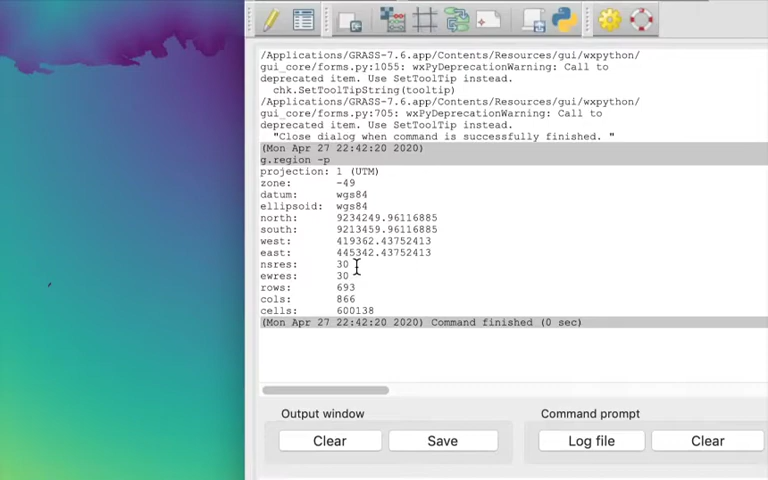 /Applications/GRASS-7.6.app/Contents/Resources/gui/wxpython/
gui_core/forms.py:1055: wxPyDeprecationWarning: Call to
deprecated item. Use SetToolTip instead.
chk.SetToolTipString(tooltip)
/Applications/GRASS-7.6.app/Contents/Resources/gui/wxpython/
gui_core/forms.py:705: wxPyDeprecationWarning: Call to
deprecated item. Use SetToolTip instead.
"Close dialog when command is successfully finished. "
(Mon Apr 27 22:42:20 2020)
g.region -p
projection: 1 (UTM)
zone: -49
datum: wgs84
ellipsoid: wgs84
north: 9234249.96116885
south: 9213459.96116885
west: 419362.43752413
east: 445342.43752413
nsres: 30
ewres: 30
rows: 693
cols: 866
cells: 600138
(Mon Apr 27 22:42:20 2020) Command finished (0 sec)
Output window Command prompt
Clear Save Log file Clear